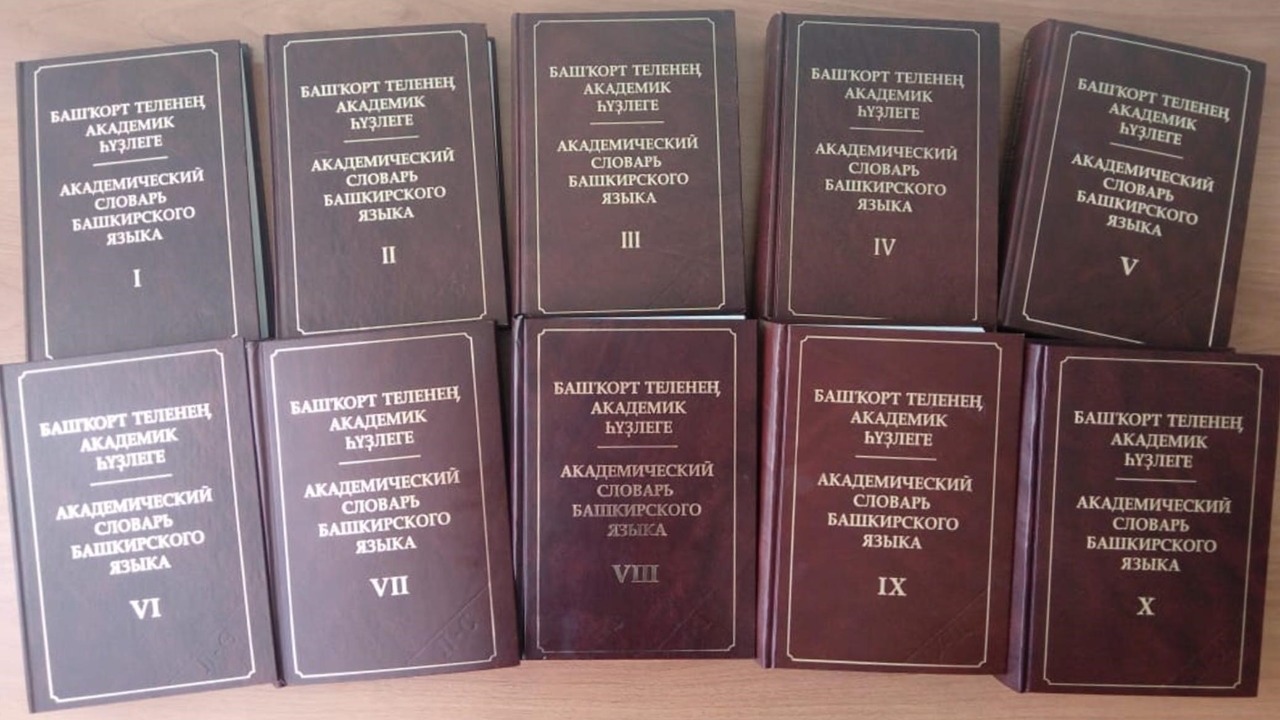 БАШҠОРТ ТЕЛЕНЕҢ
АКАДЕМИК
ҺҮҘЛЕГЕ
АКАДЕМИЧЕСКИЙ
СЛОВАРЬ
БАШКИРСКОГО
ЯЗЫКА
I
БАШҠОРТ ТЕЛЕНЕҢ
АКАДЕМИК
ҺҮҘЛЕГЕ
АКАДЕМИЧЕСКИЙ
СЛОВАРЬ
БАШКИРСКОГО
ЯЗЫКА
II
БАШҠОРТ ТЕЛЕНЕҢ
АКАДЕМИК
ҺҮҘЛЕГЕ
АКАДЕМИЧЕСКИЙ
СЛОВАРЬ
БАШКИРСКОГО
ЯЗЫКА
III
БАШҠОРТ ТЕЛЕНЕҢ
АКАДЕМИК
ҺҮҘЛЕГЕ
АКАДЕМИЧЕСКИЙ
СЛОВАРЬ
БАШКИРСКОГО
ЯЗЫКА
IV
БАШҠОРТ ТЕЛЕНЕҢ
АКАДЕМИК
ҺҮҘЛЕГЕ
АКАДЕМИЧЕСКИЙ
СЛОВАРЬ
БАШКИРСКОГО
ЯЗЫКА
V
БАШҠОРТ ТЕЛЕНЕҢ
АКАДЕМИК
ҺҮҘЛЕГЕ
АКАДЕМИЧЕСКИЙ
СЛОВАРЬ
БАШКИРСКОГО
ЯЗЫКА
VI
БАШҠОРТ ТЕЛЕНЕҢ
АКАДЕМИК
ҺҮҘЛЕГЕ
АКАДЕМИЧЕСКИЙ
СЛОВАРЬ
БАШКИРСКОГО
ЯЗЫКА
VII
БАШҠОРТ ТЕЛЕНЕҢ
АКАДЕМИК
ҺҮҘЛЕГЕ
АКАДЕМИЧЕСКИЙ
СЛОВАРЬ
БАШКИРСКОГО
ЯЗЫКА
VIII
БАШҠОРТ ТЕЛЕНЕҢ
АКАДЕМИК
ҺҮҘЛЕГЕ
АКАДЕМИЧЕСКИЙ
СЛОВАРЬ
БАШКИРСКОГО
ЯЗЫКА
IX
БАШҠОРТ ТЕЛЕНЕҢ
АКАДЕМИК
ҺҮҘЛЕГЕ
АКАДЕМИЧЕСКИЙ
СЛОВАРЬ
БАШКИРСКОГО
ЯЗЫКА
X